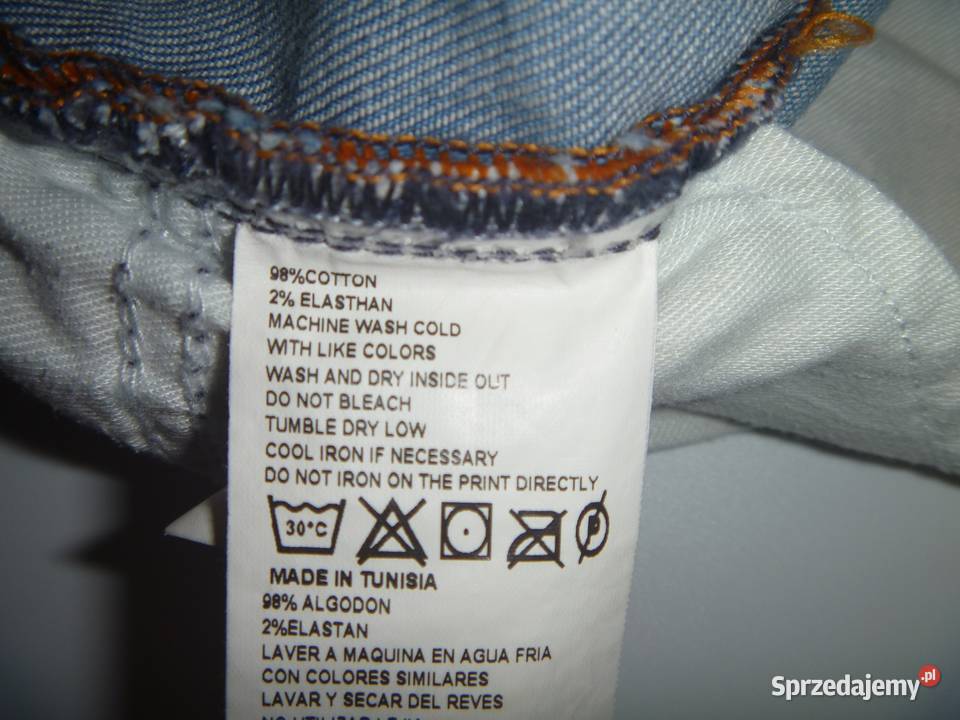 98%COTTON
2% ELASTHAN
MACHINE WASH COLD
WITH LIKE COLORS
WASH AND DRY INSIDE OUT
DO NOT BLEACH
TUMBLE DRY LOW
COOL IRON IF NECESSARY
DO NOT IRON ON THE PRINT DIRECTLY
30°C P
MADE IN TUNISIA
98% ALGODON
2%ELASTAN
LAVER A MAQUINA EN AGUA FRIA
CON COLORES SIMILARES
LAVAR Y SECAR DEL REVES
Sprzedajemy.pl